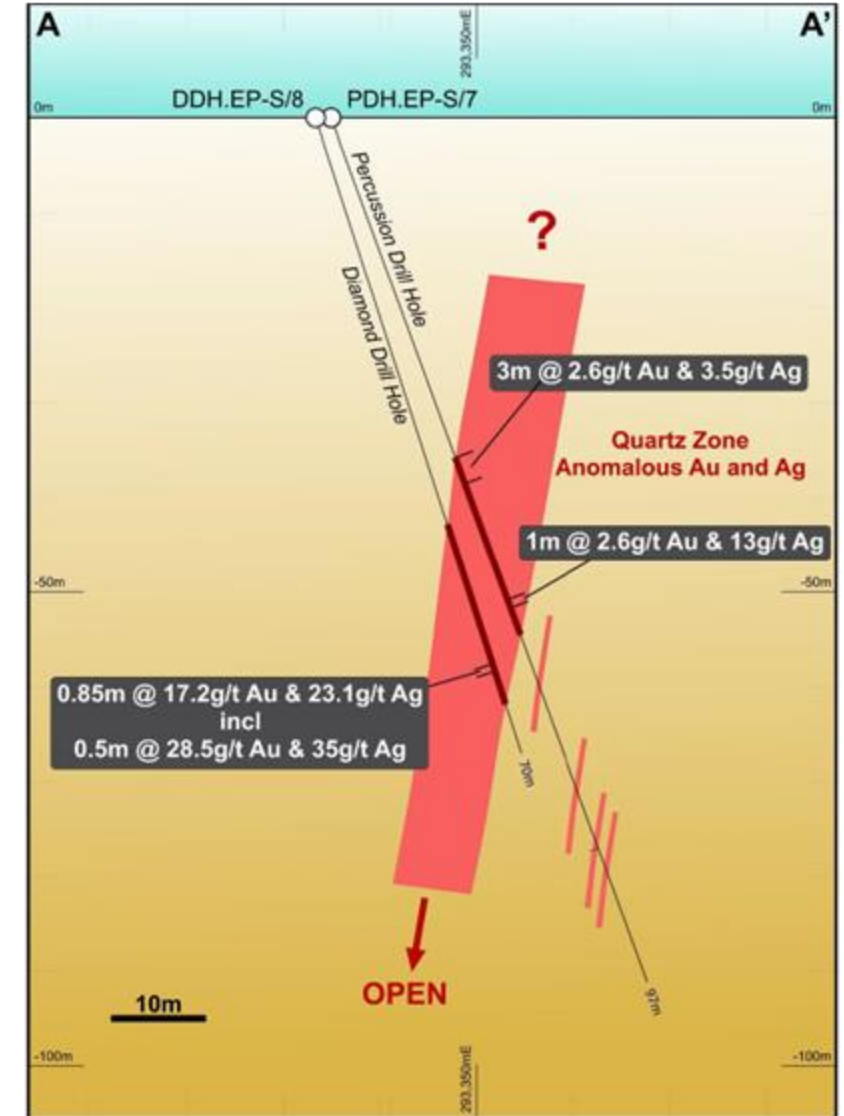 A
A'
293,350mE
DDH.EP-S/8
PDH.EP-S/7
0m
0m
Percussion Drill Hole
Diamond Drill Hole
?
3m @ 2.6g/t Au & 3.5g/t Ag
Quartz Zone
Anomalous Au and Ag
1m @ 2.6g/t Au & 13g/t Ag
-50m
-50m
0.85m @ 17.2g/t Au & 23.1g/t Ag
incl
0.5m @ 28.5g/t Au & 35g/t Ag
70m
OPEN
97m
10m
-100m
-100m
293,350mE